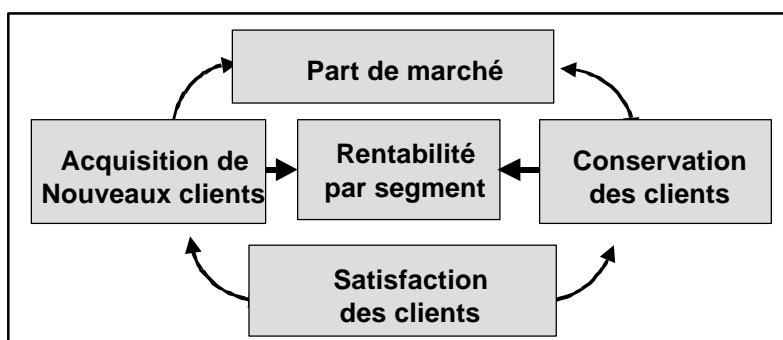 Part de marché
Acquisition de
Nouveaux clients
Rentabilité
par segment
Conservation
des clients
Satisfaction
des clients